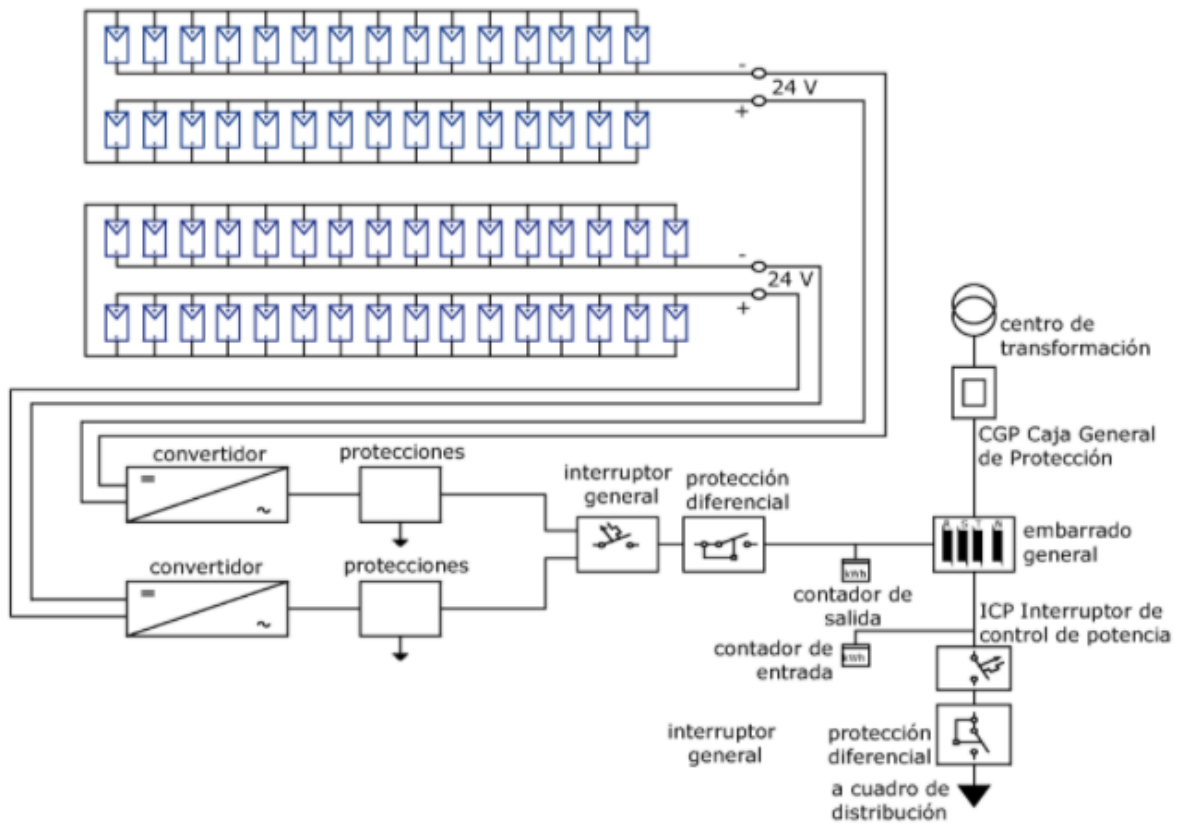 -
24 V
+
-
24 V
+
centro de
transformación
CGP Caja General
de Protección
convertidor
protecciones
interruptor
general
protección
diferencial
R S T N
embarrado
general
convertidor
protecciones
kWh
contador de
salida
ICP Interruptor de
control de potencia
contador de
entrada
kWh
interruptor
general
protección
diferencial
a cuadro de
distribución